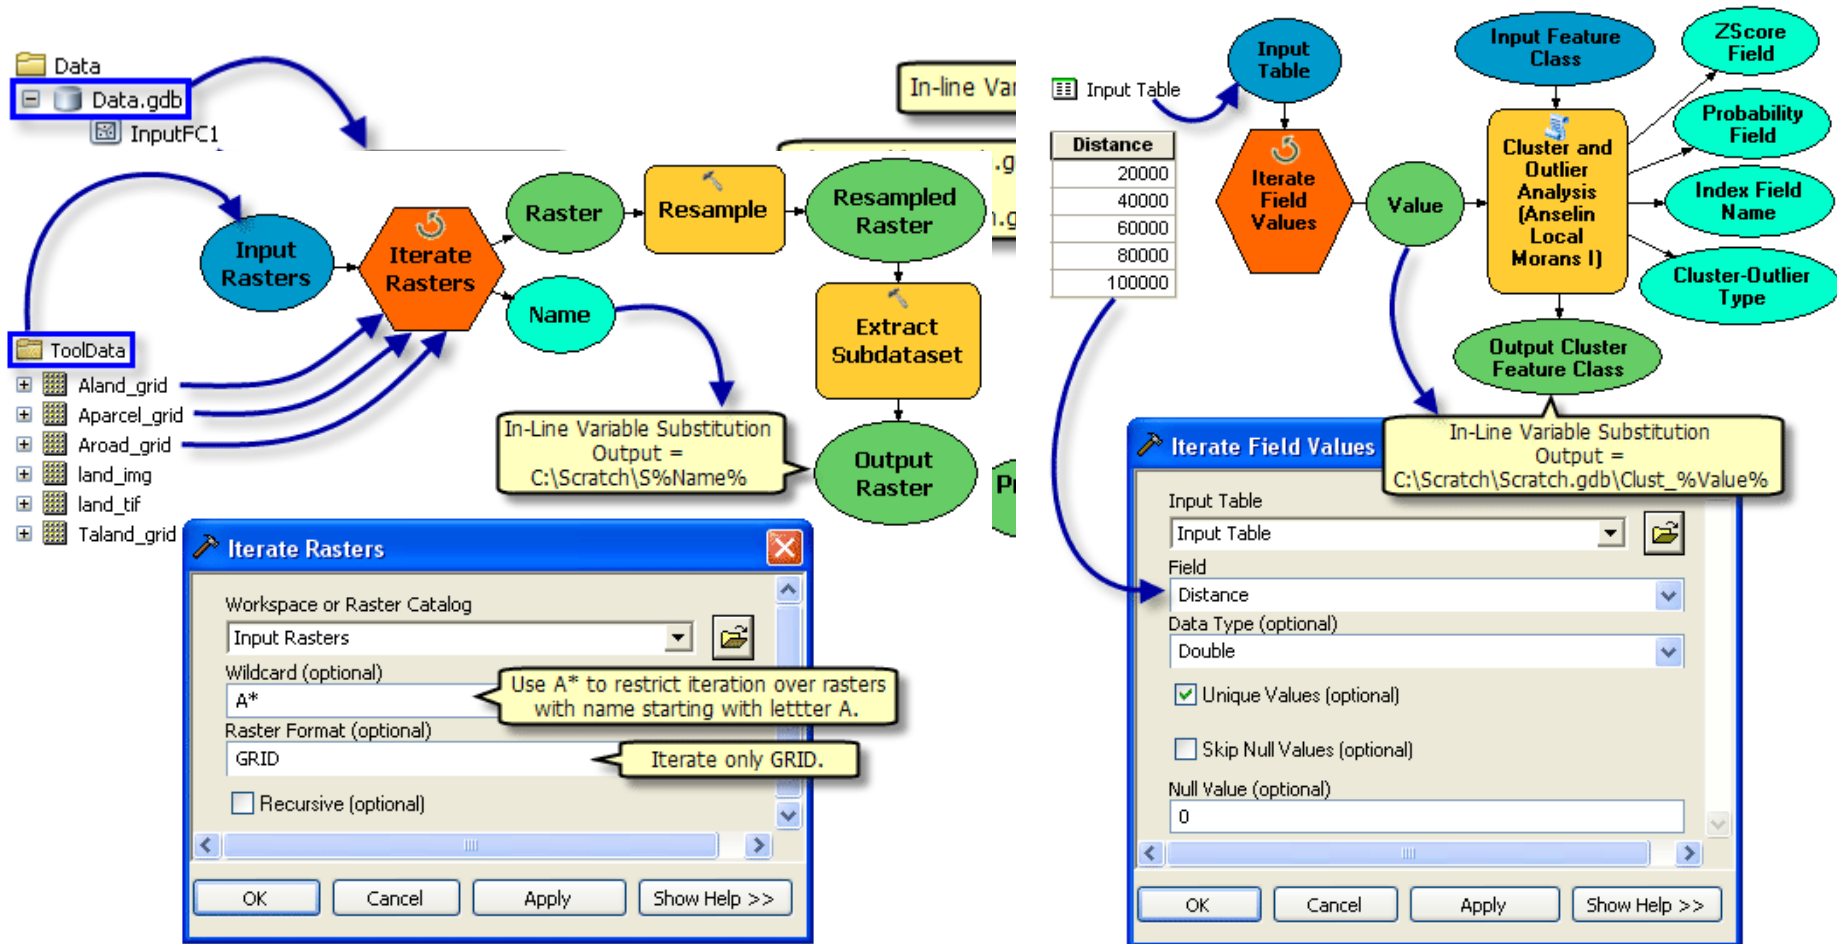 Data
Data.gdb
InputFC1
In-line Var
.g
Input
Rasters
Iterate
Rasters
Raster
Name
Resample
Resampled
Raster
Extract
Subdataset
Output
Raster
ToolData
Aland_grid
Aparcel_grid
Aroad_grid
land_img
land_tif
Taland_grid
In-Line Variable Substitution
Output =
C:\Scratch\S%Name%
Iterate Rasters
Workspace or Raster Catalog
Input Rasters
Wildcard (optional)
A*
Use A* to restrict iteration over rasters
with name starting with lettter A.
Raster Format (optional)
GRID
Iterate only GRID.
Recursive (optional)
OK
Cancel
Apply
Show Help >>
Input Table
Distance
20000
40000
60000
80000
100000
Input
Table
Iterate
Field
Values
Value
Input Feature
Class
Cluster and
Outlier
Analysis
(Anselin
Local
Morans I)
ZScore
Field
Probability
Field
Index Field
Name
Cluster-Outlier
Type
Output Cluster
Feature Class
In-Line Variable Substitution
Output =
C:\Scratch\Scratch.gdb\Clust_%Value%
Iterate Field Values
Input Table
Input Table
Field
Distance
Data Type (optional)
Double
Unique Values (optional)
Skip Null Values (optional)
Null Value (optional)
0
OK
Cancel
Apply
Show Help >>